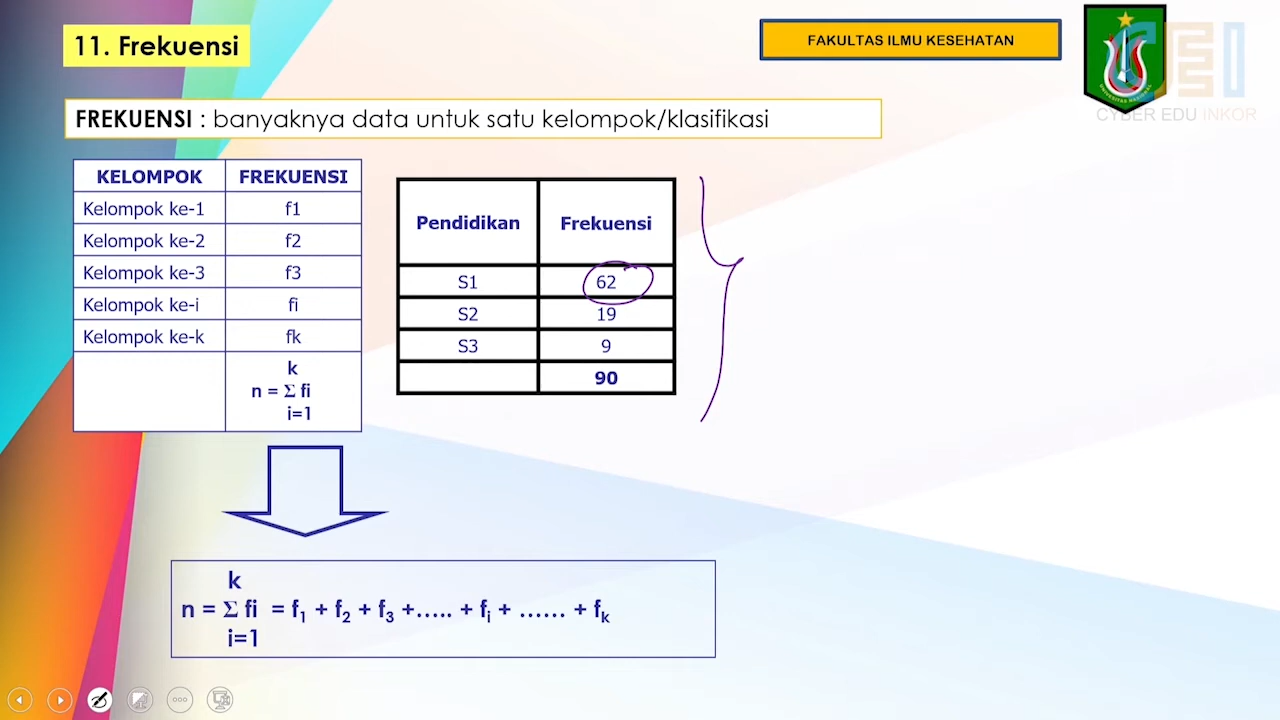 11. Frekuensi
FAKULTAS ILMU KESEHATAN
CYBER EDU INKOR
FREKUENSI : banyaknya data untuk satu kelompok/klasifikasi
KELOMPOK FREKUENSI
Kelompok ke-1 f1
Kelompok ke-2 f2
Kelompok ke-3 f3
Kelompok ke-i fi
Kelompok ke-k fk
k
n = Σ fi
i=1
Pendidikan Frekuensi
S1 62
S2 19
S3 9
90
k
n = Σ fi = f₁ + f₂ + f₃ +..... + fᵢ + ...... + fₖ
i=1